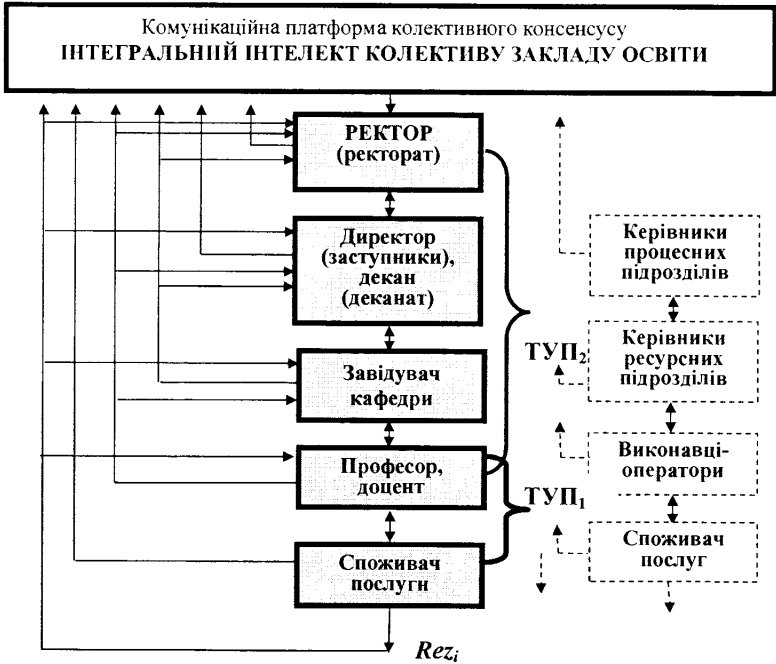 Комунікаційна платформа колективного консенсусу
ІНТЕГРАЛЬНИЙ ІНТЕЛЕКТ КОЛЕКТИВУ ЗАКЛАДУ ОСВІТИ
РЕКТОР
(ректорат)
Директор
(заступники),
декан
(деканат)
Завідувач
кафедри
Професор,
доцент
Споживач
послуги
ТУП₂
ТУП₁
Керівники
процесних
підрозділів
Керівники
ресурсних
підрозділів
Виконавці-
оператори
Споживач
послуг
Rezᵢ